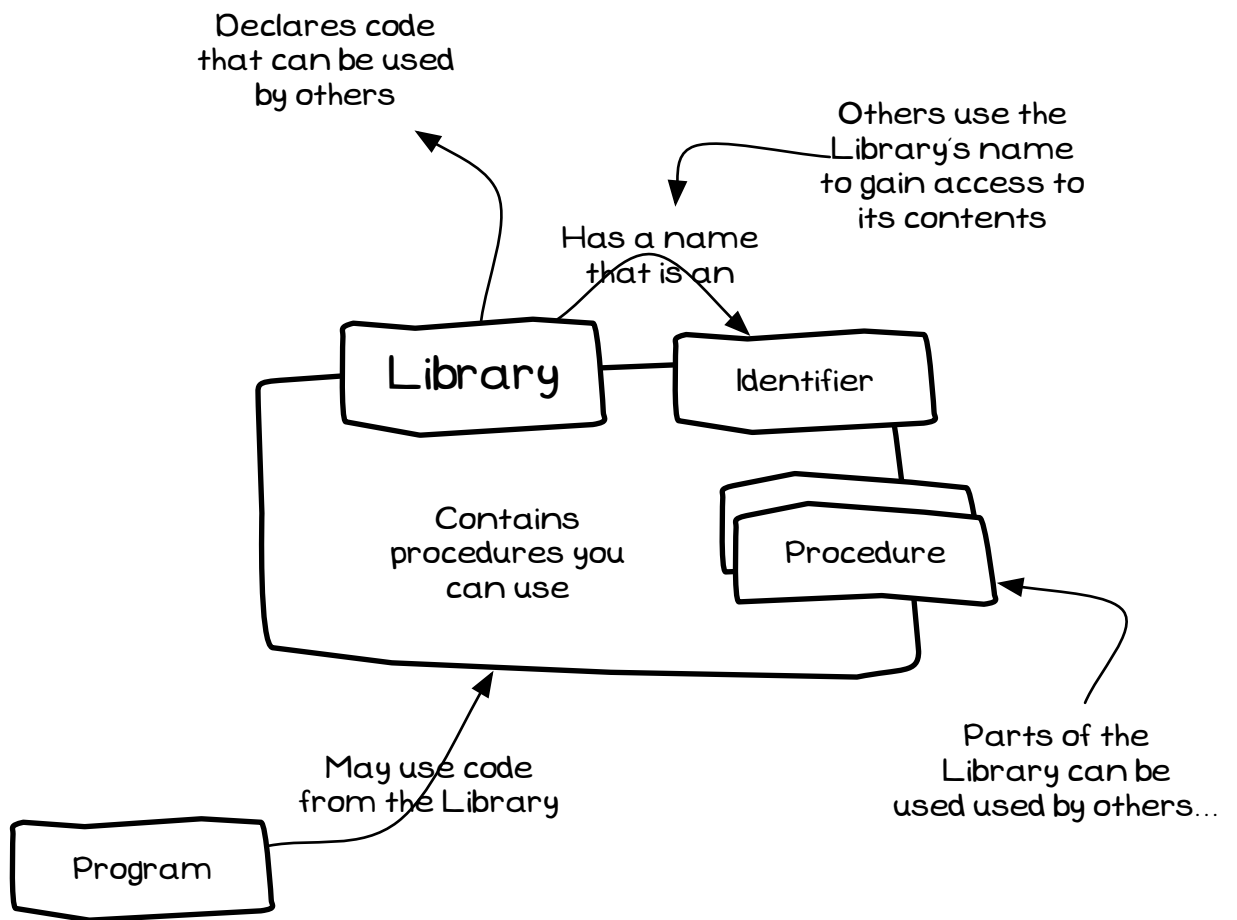 Declares code
that can be used
by others
Others use the
Library's name
to gain access to
its contents
Has a name
that is an
Library
Identifier
Contains
procedures you
can use
Procedure
Parts of the
Library can be
used used by others...
May use code
from the Library
Program